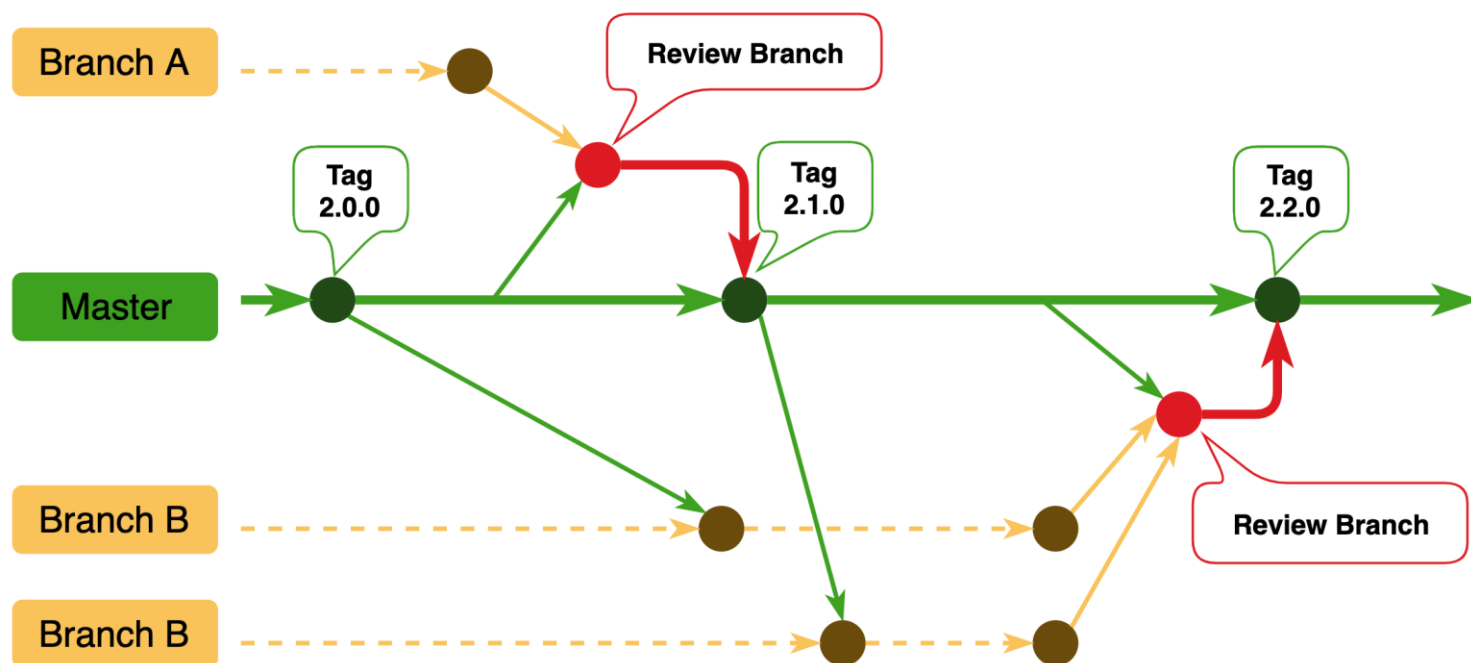 Branch A
Review Branch
Tag
2.0.0
Tag
2.1.0
Tag
2.2.0
Master
Branch B
Review Branch
Branch B